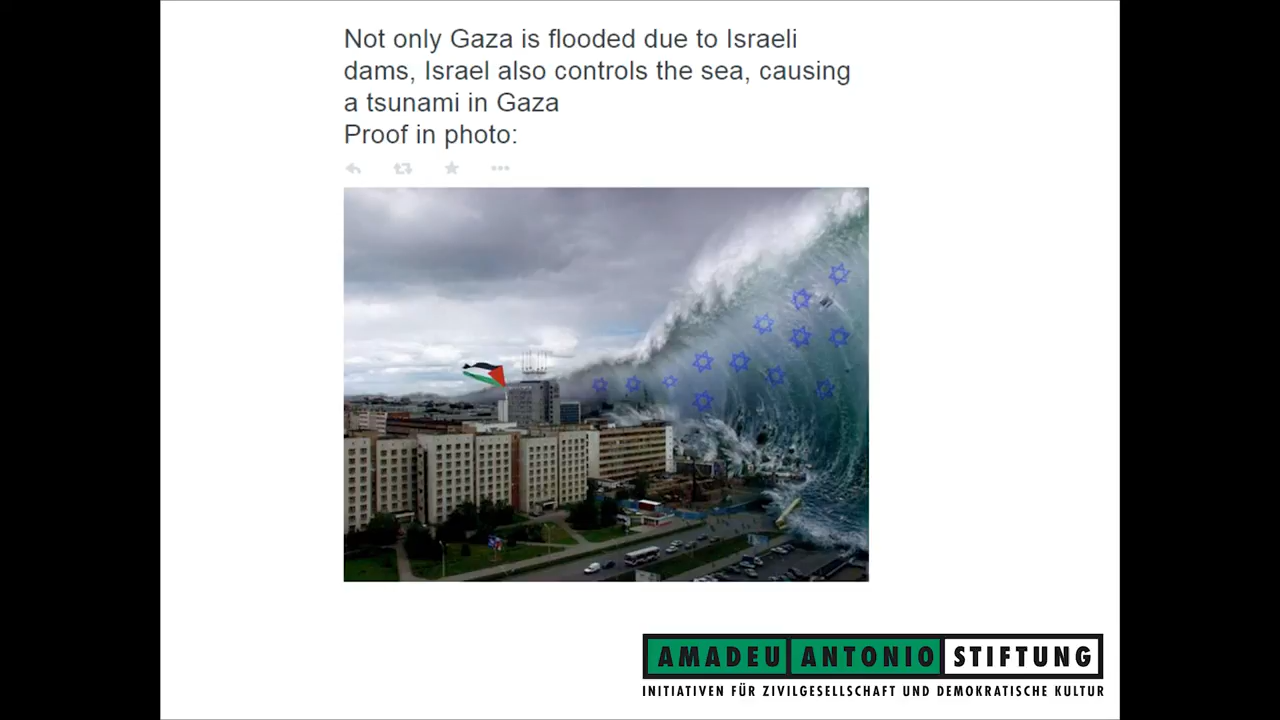 Not only Gaza is flooded due to Israeli
dams, Israel also controls the sea, causing
a tsunami in Gaza
Proof in photo:
AMADEU ANTONIO STIFTUNG
INITIATIVEN FÜR ZIVILGESELLSCHAFT UND DEMOKRATISCHE KULTUR